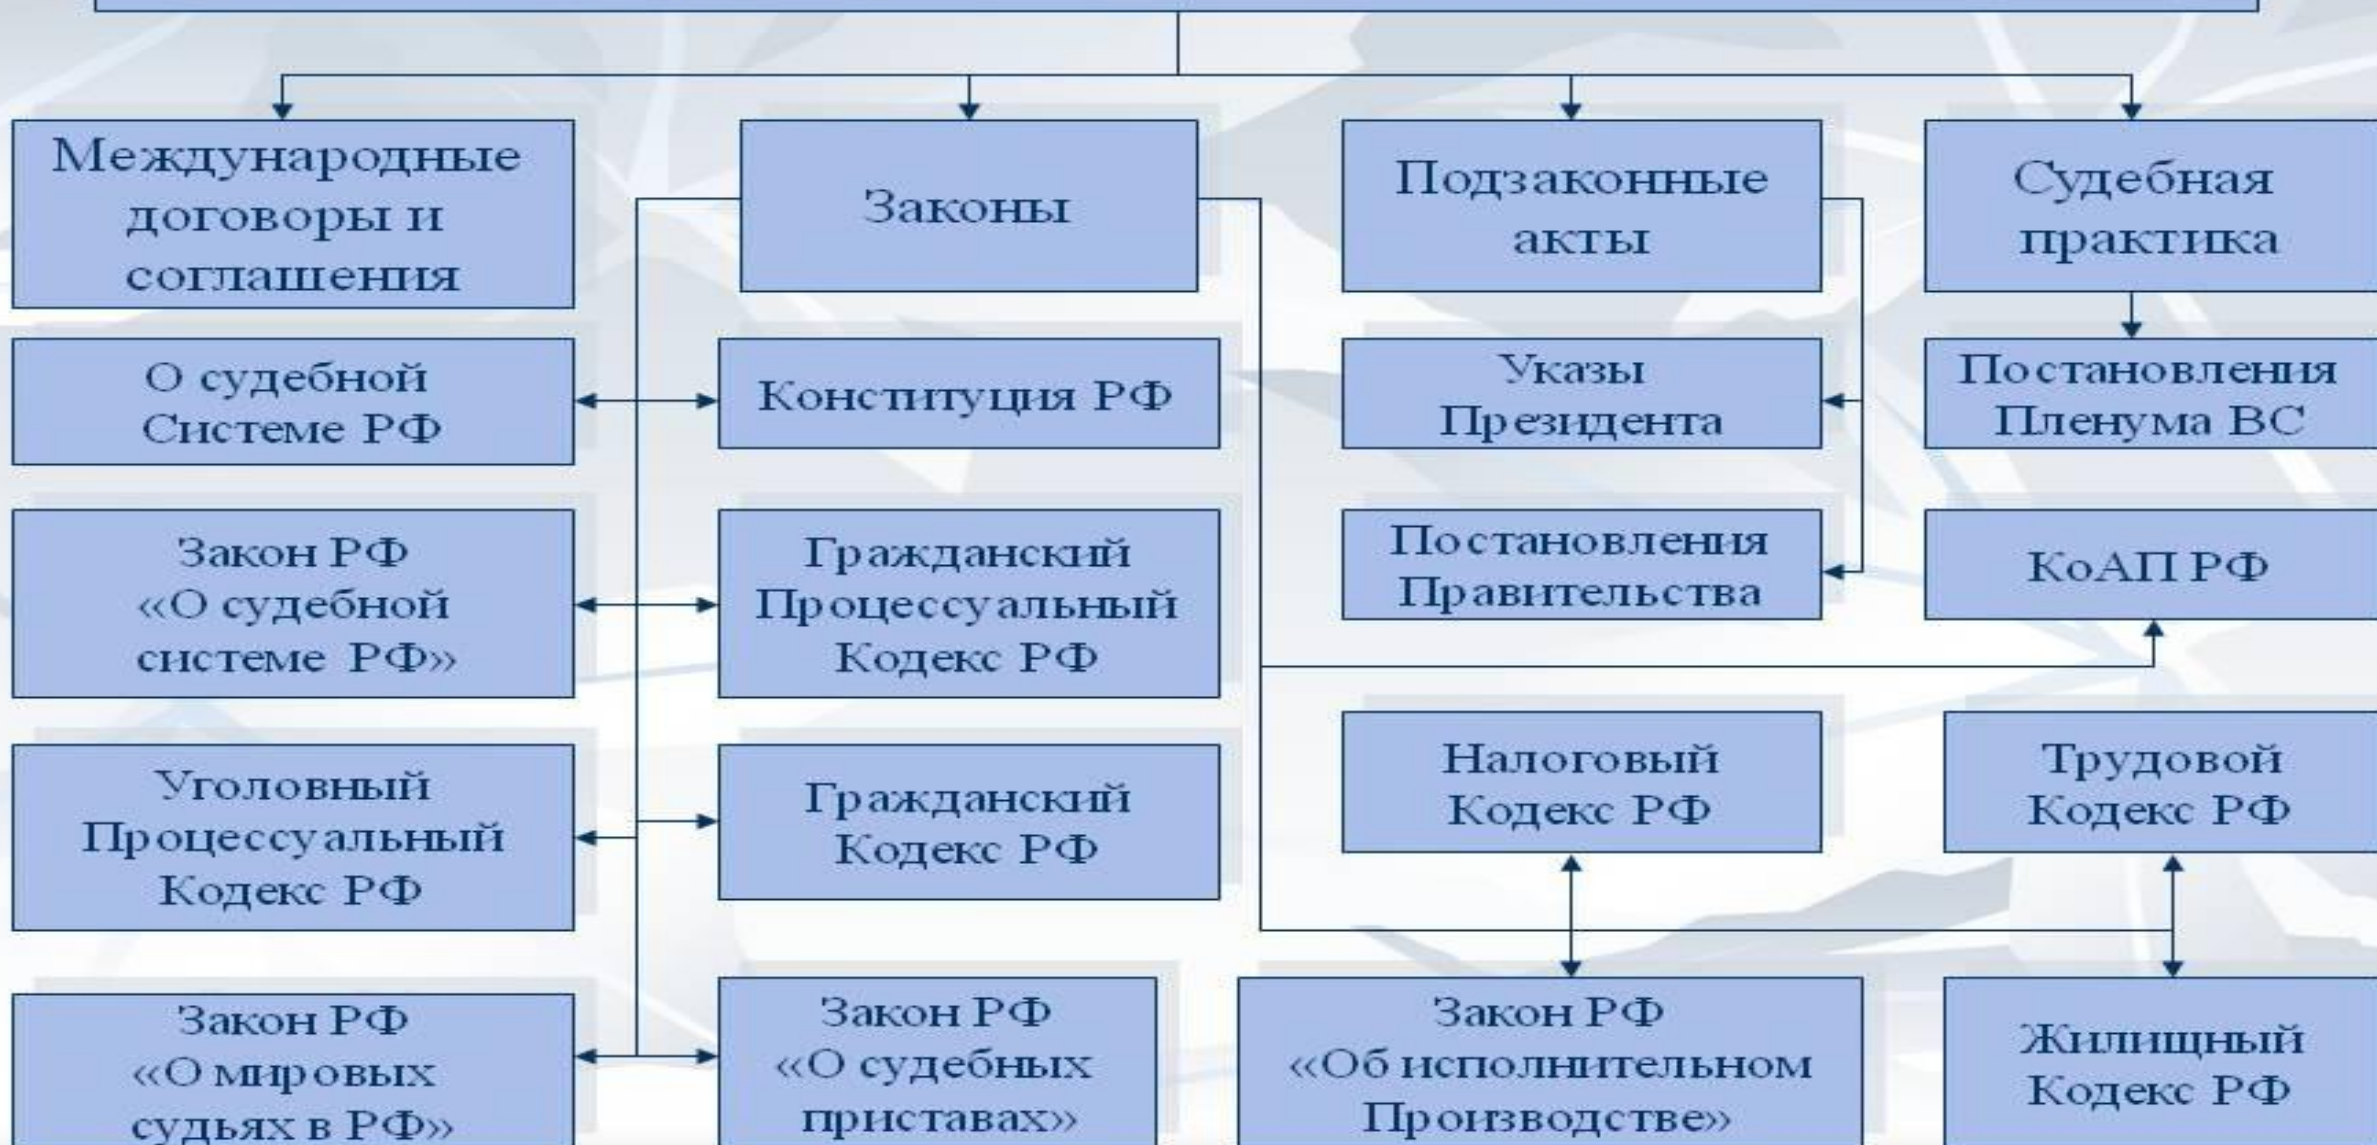 Международные
договоры и
соглашения
Законы
Подзаконные
акты
Судебная
практика
О судебной
Системе РФ
Конституция РФ
Указы
Президента
Постановления
Пленума ВС
Закон РФ
«О судебной
системе РФ»
Гражданский
Процессуальный
Кодекс РФ
Постановления
Правительства
КоАП РФ
Уголовный
Процессуальный
Кодекс РФ
Гражданский
Кодекс РФ
Налоговый
Кодекс РФ
Трудовой
Кодекс РФ
Закон РФ
«О мировых
судьях в РФ»
Закон РФ
«О судебных
приставах»
Закон РФ
«Об исполнительном
Производстве»
Жилищный
Кодекс РФ